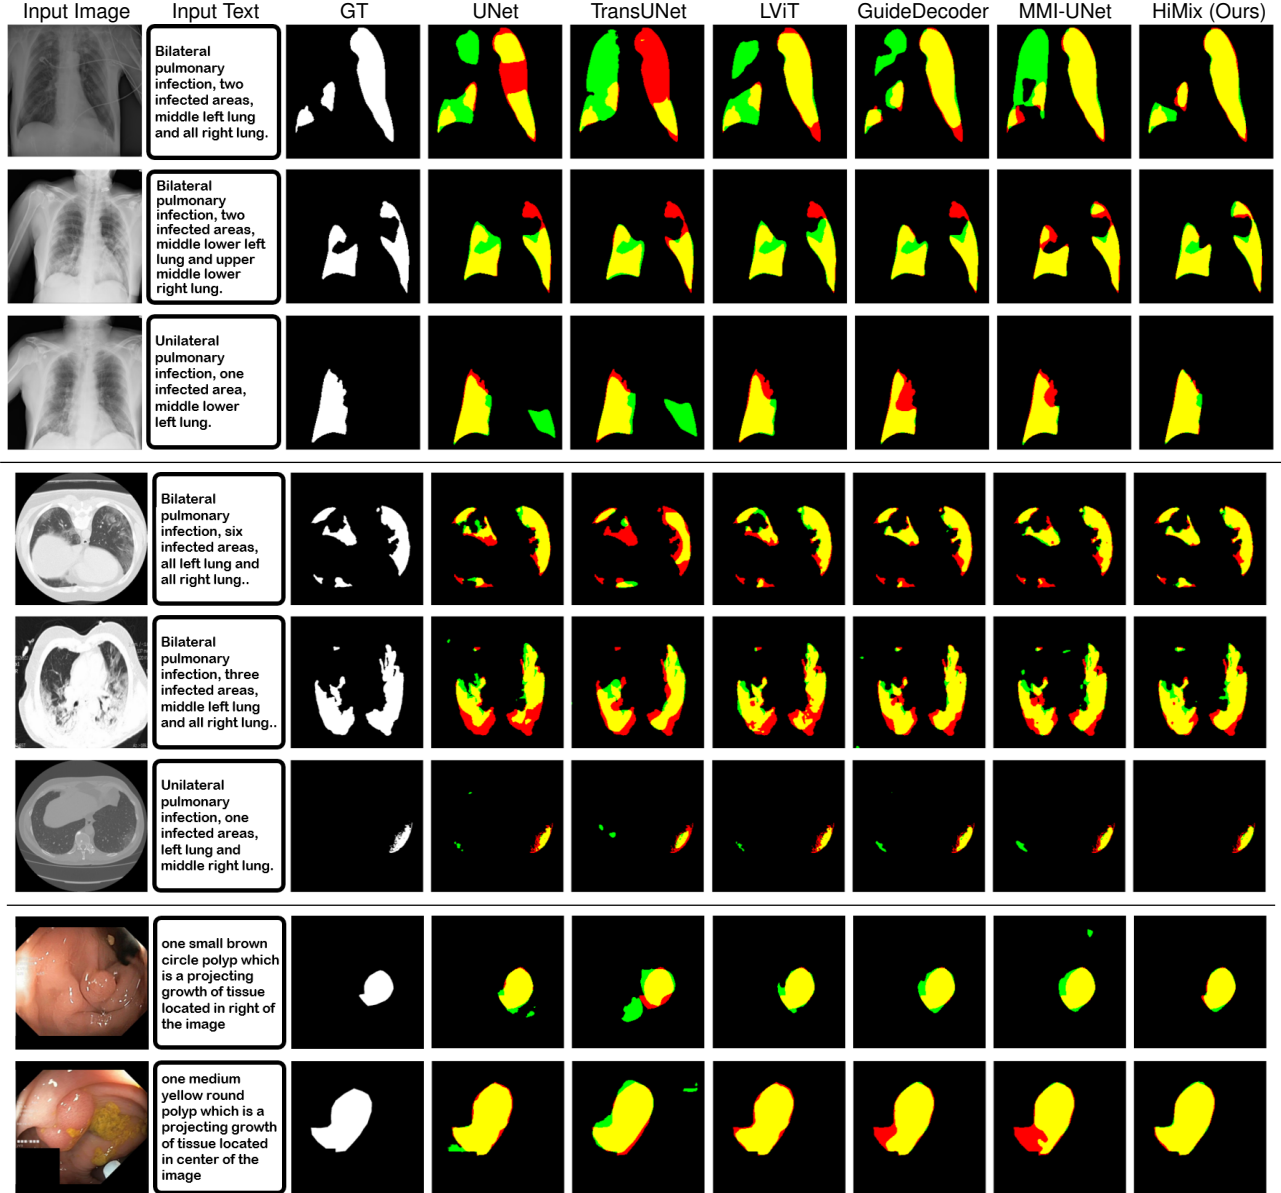 Input Image Input Text GT UNet TransUNet LViT GuideDecoder MMI-UNet HiMix (Ours)
Bilateral
pulmonary
infection, two
infected areas,
middle left lung
and all right lung.
Bilateral
pulmonary
infection, two
infected areas,
middle lower left
lung and upper
middle lower
right lung.
Unilateral
pulmonary
infection, one
infected area,
middle lower
left lung.
Bilateral
pulmonary
infection, six
infected areas,
all left lung and
all right lung..
Bilateral
pulmonary
infection, three
infected areas,
middle left lung
and all right lung..
Unilateral
pulmonary
infection, one
infected areas,
left lung and
middle right lung.
one small brown
circle polyp which
is a projecting
growth of tissue
located in right of
the image
one medium
yellow round
polyp which is a
projecting growth
of tissue located
in center of the
image